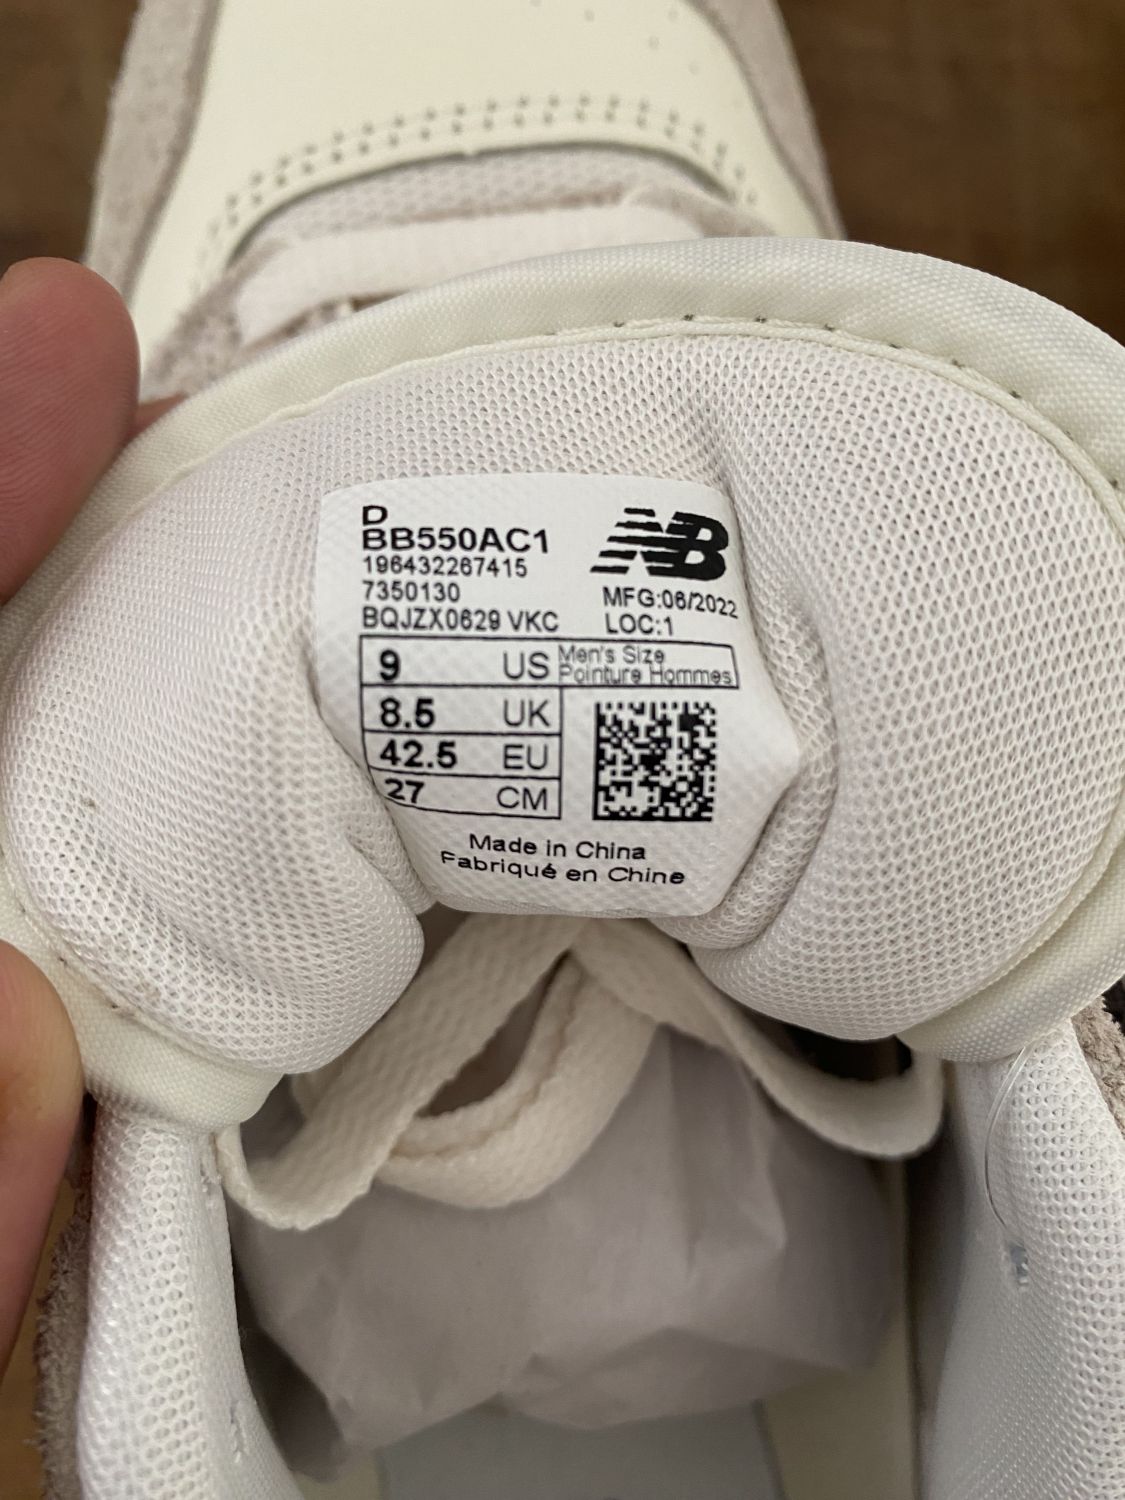 D
BB550AC1
196432267415
7350130
BQJZX0629 VKC
NB
MFG:06/2022
LOC:1
9 US Men's Size
Pointure Hommes
8.5 UK
42.5 EU
27 CM
Made in China
Fabriqué en Chine